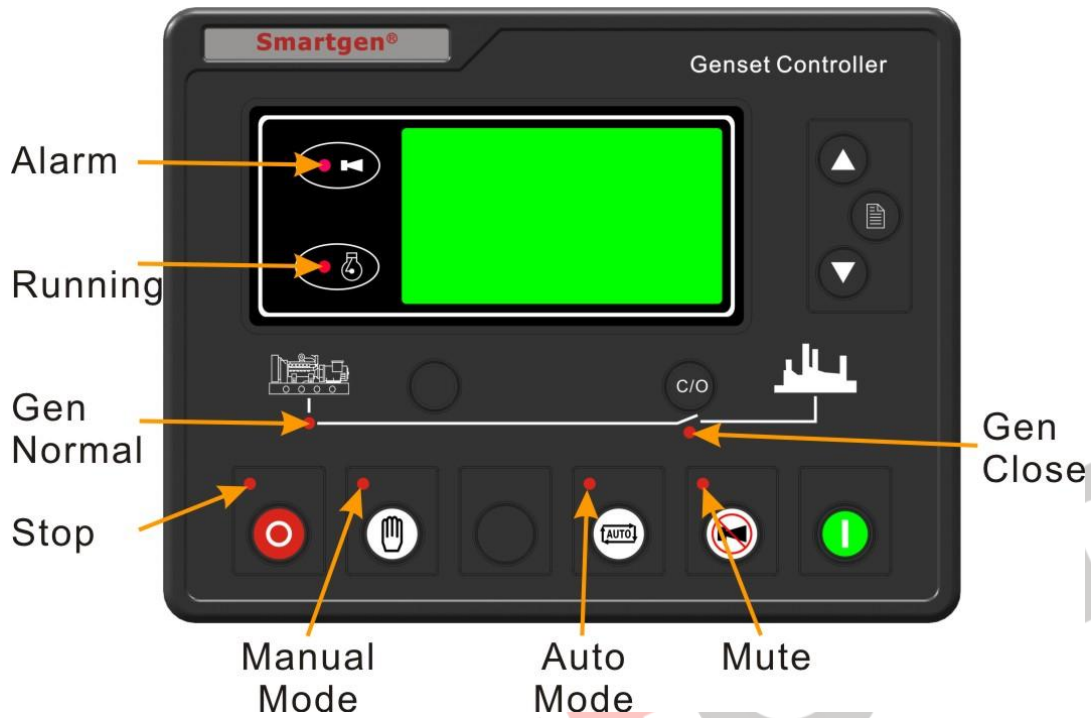 Smartgen®
Genset Controller
Alarm
Running
C/O
Gen
Normal
Gen
Close
Stop
AUTO
Manual
Mode
Auto
Mode
Mute